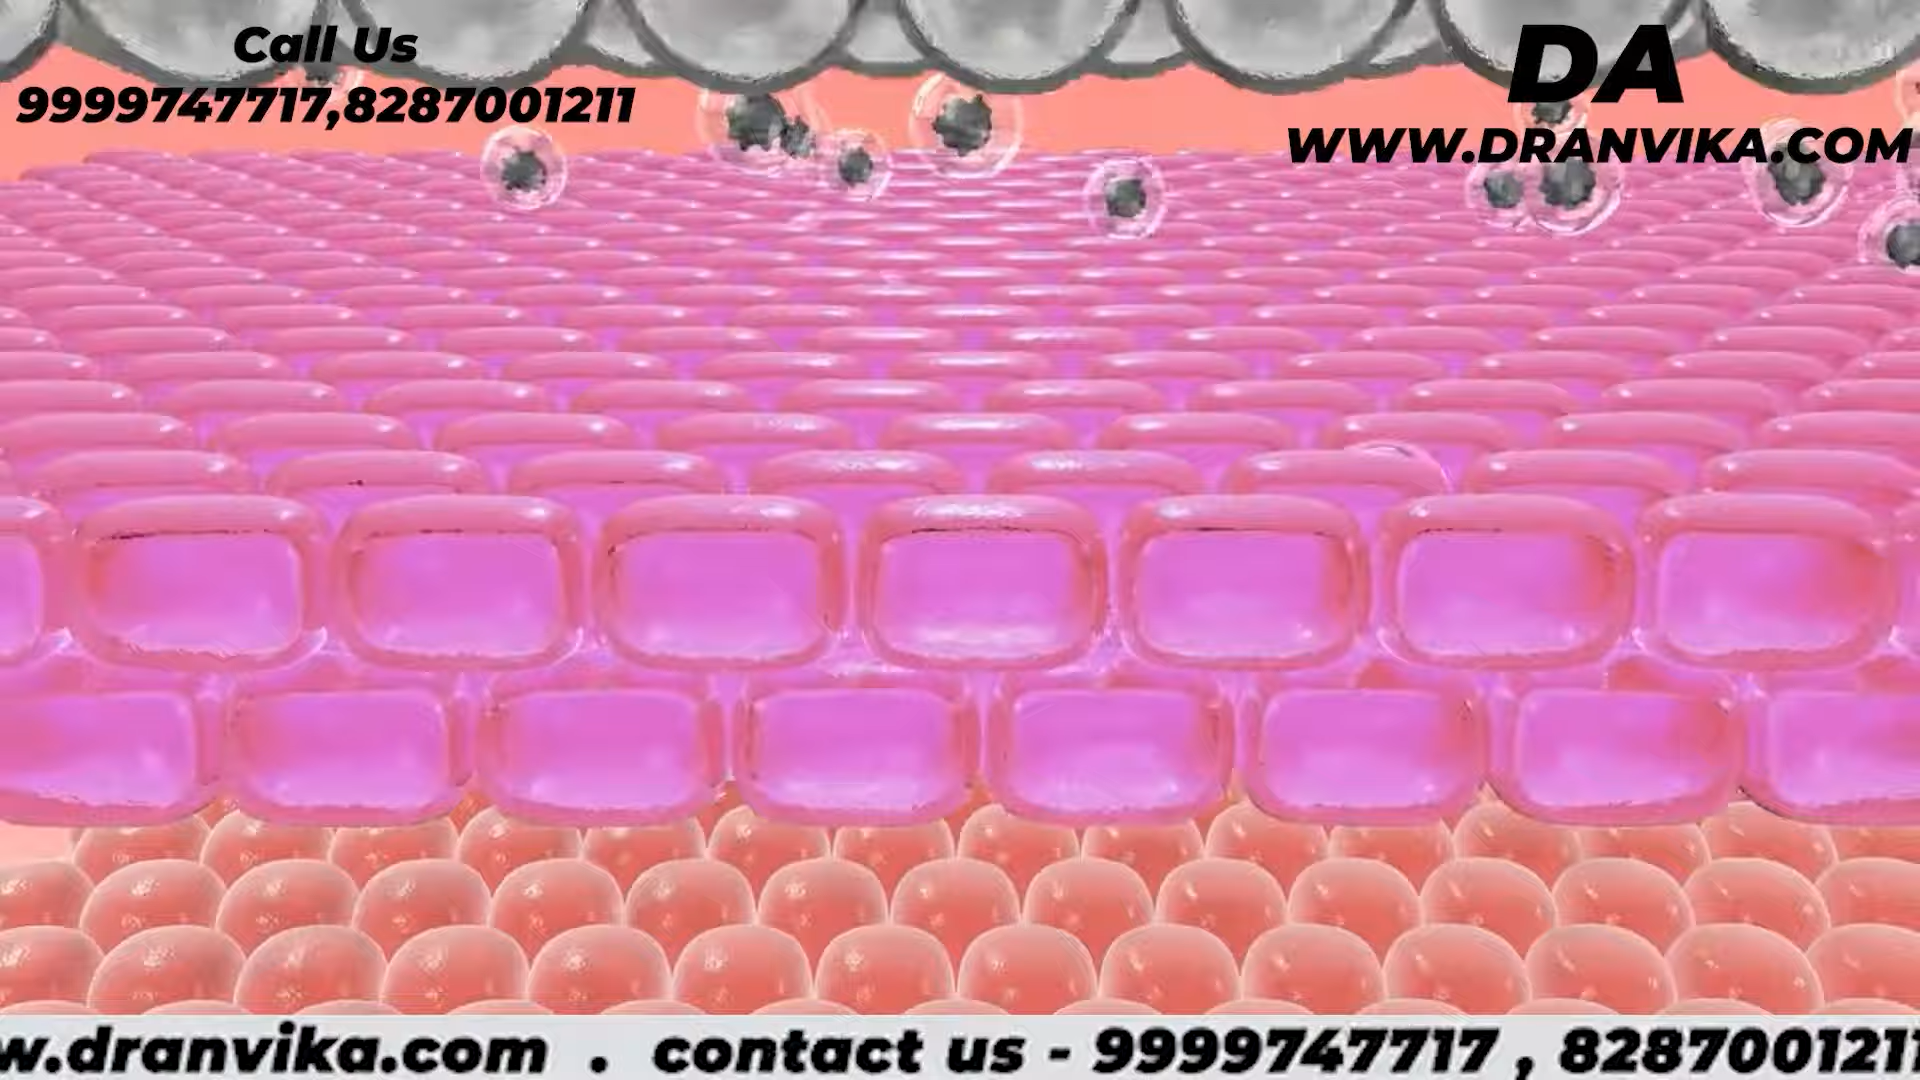 Call Us
9999747717,8287001211
DA
WWW.DRANVIKA.COM
w.dranvika.com . contact us - 9999747717 , 8287001211